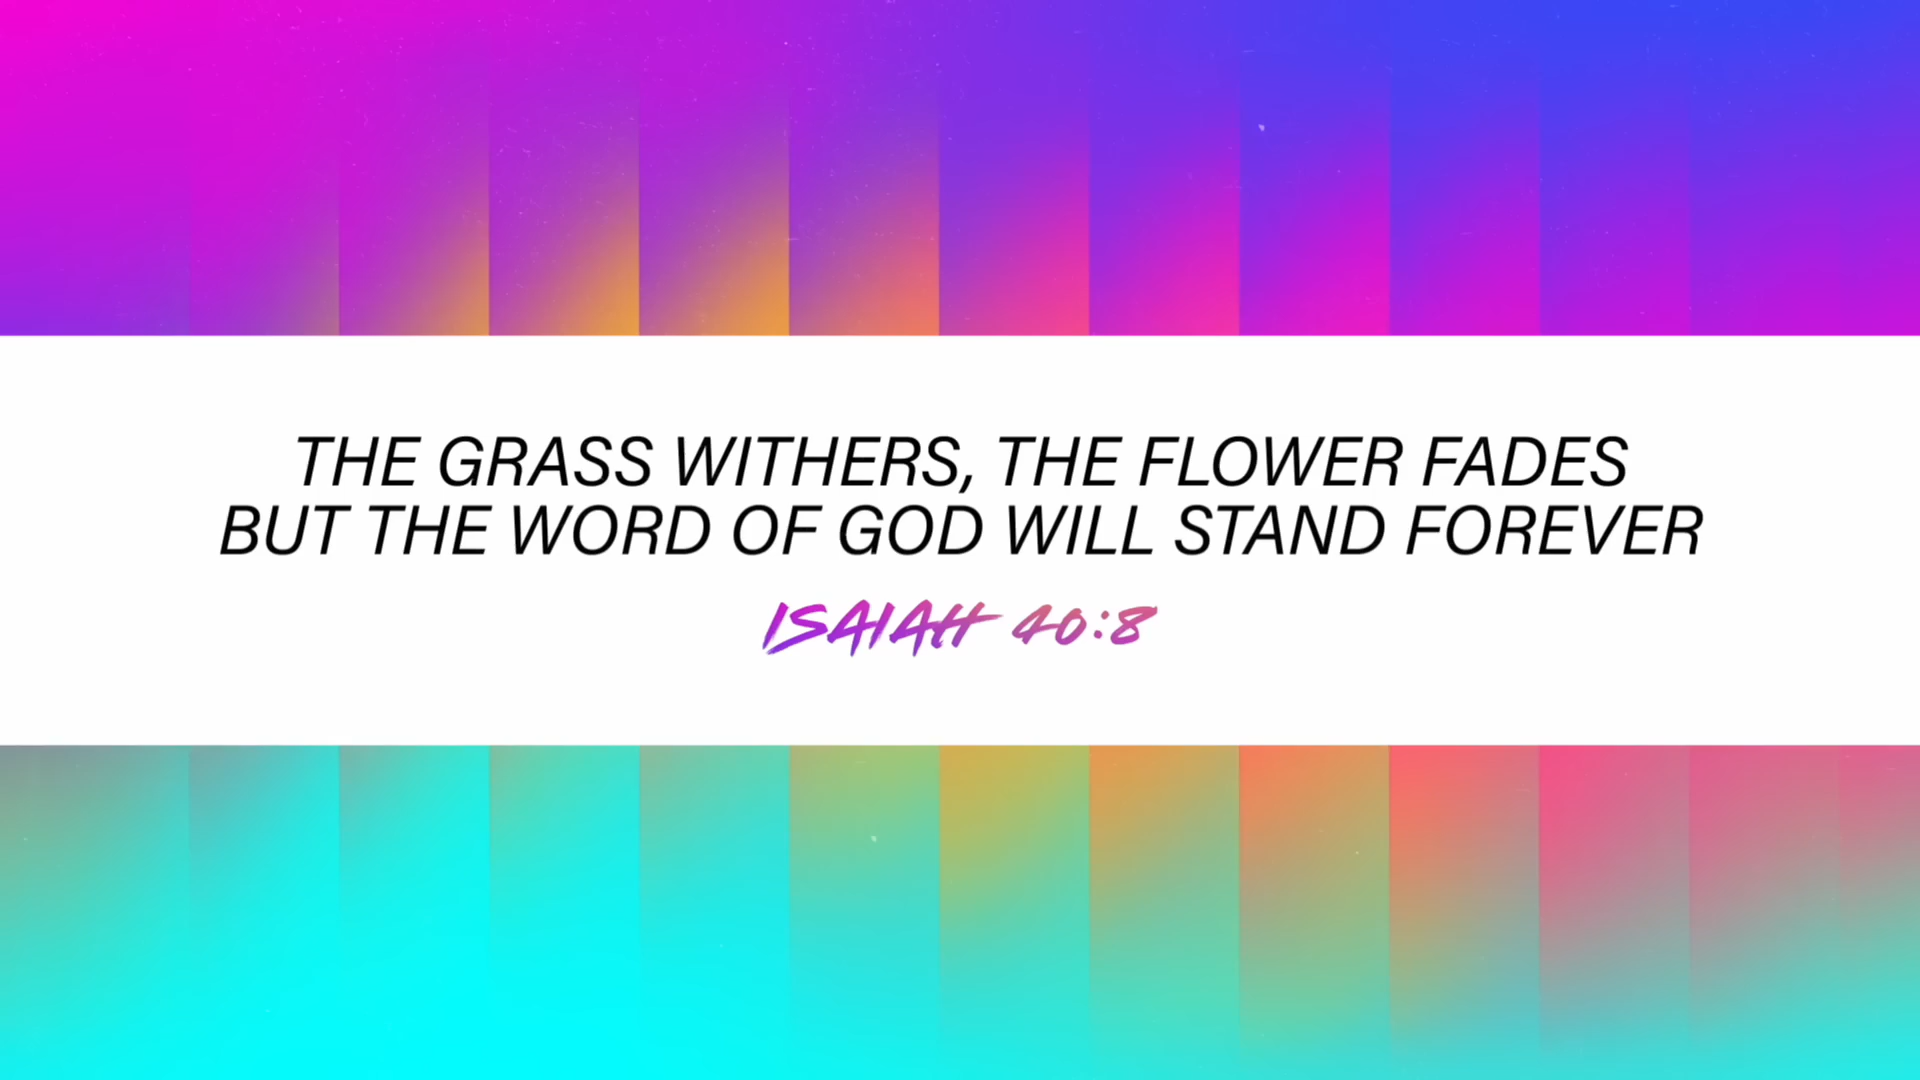 THE GRASS WITHERS, THE FLOWER FADES
BUT THE WORD OF GOD WILL STAND FOREVER
ISAIAH 40:8